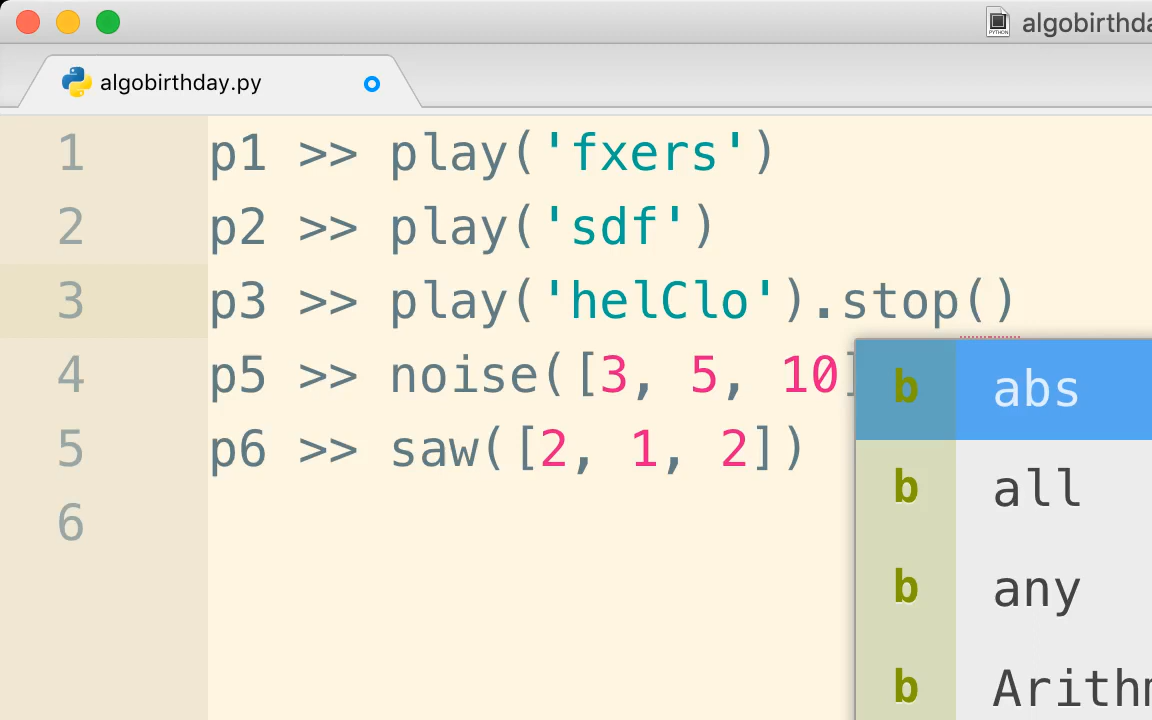 algobirthda
algobirthday.py
1 p1 >> play('fxers')
2 p2 >> play('sdf')
3 p3 >> play('helClo').stop()
4 p5 >> noise([3, 5, 10]
5 p6 >> saw([2, 1, 2])
6
b abs
b all
b any
b Arithm